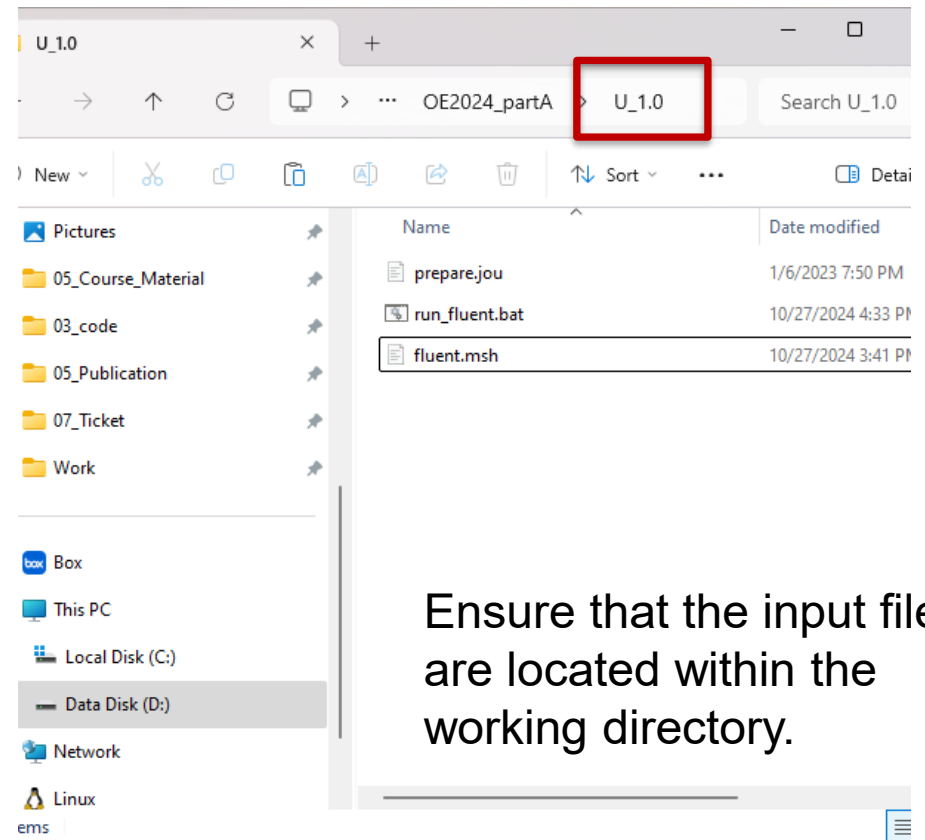 U_1.0
OE2024_partA > U_1.0 Search U_1.0
New Sort
Name Date modified
Pictures
05_Course_Material
03_code
05_Publication
07_Ticket
Work
prepare.jou 1/6/2023 7:50 PM
run_fluent.bat 10/27/2024 4:33 PM
fluent.msh 10/27/2024 3:41 PM
Box
This PC
Local Disk (C:)
Data Disk (D:)
Network
Linux
Ensure that the input file
are located within the
working directory.